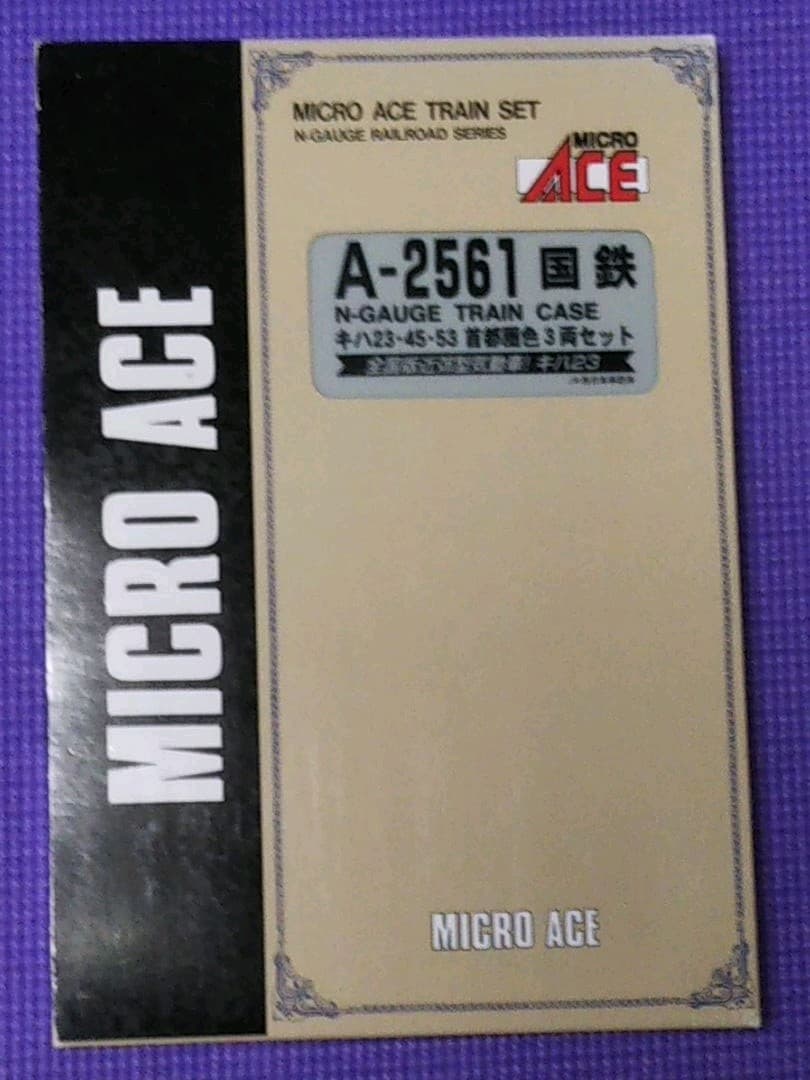 MICRO ACE
MICRO ACE TRAIN SET
N-GAUGE RAILROAD SERIES
MICRO
ACE
A-2561 国鉄
N-GAUGE TRAIN CASE
キハ23・45・53 首都圏色 3両セット
キハ23
MICRO ACE